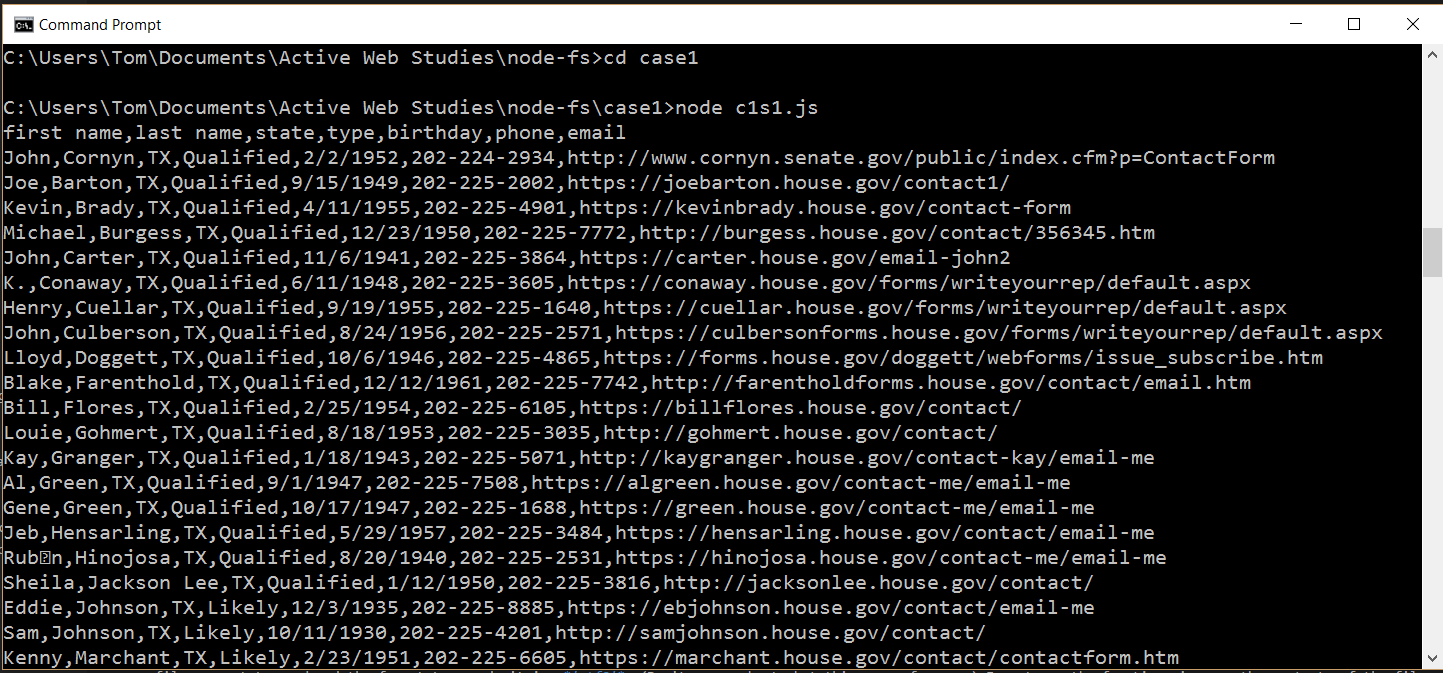 Command Prompt
C:\Users\Tom\Documents\Active Web Studies\node-fs>cd case1
C:\Users\Tom\Documents\Active Web Studies\node-fs\case1>node c1s1.js
first name,last name,state,type,birthday,phone,email
John,Cornyn,TX,Qualified,2/2/1952,202-224-2934,http://www.cornyn.senate.gov/public/index.cfm?p=ContactForm
Joe,Barton,TX,Qualified,9/15/1949,202-225-2002,https://joebarton.house.gov/contact1/
Kevin,Brady,TX,Qualified,4/11/1955,202-225-4901,https://kevinbrady.house.gov/contact-form
Michael,Burgess,TX,Qualified,12/23/1950,202-225-7772,http://burgess.house.gov/contact/356345.htm
John,Carter,TX,Qualified,11/6/1941,202-225-3864,https://carter.house.gov/email-john2
K.,Conaway,TX,Qualified,6/11/1948,202-225-3605,https://conaway.house.gov/forms/writeyourrep/default.aspx
Henry,Cuellar,TX,Qualified,9/19/1955,202-225-1640,https://cuellar.house.gov/forms/writeyourrep/default.aspx
John,Culberson,TX,Qualified,8/24/1956,202-225-2571,https://culbersonforms.house.gov/forms/writeyourrep/default.aspx
Lloyd,Doggett,TX,Qualified,10/6/1946,202-225-4865,https://forms.house.gov/doggett/webforms/issue_subscribe.htm
Blake,Farenthold,TX,Qualified,12/12/1961,202-225-7742,http://farentholdforms.house.gov/contact/email.htm
Bill,Flores,TX,Qualified,2/25/1954,202-225-6105,https://billflores.house.gov/contact/
Louie,Gohmert,TX,Qualified,8/18/1953,202-225-3035,http://gohmert.house.gov/contact/
Kay,Granger,TX,Qualified,1/18/1943,202-225-5071,http://kaygranger.house.gov/contact-kay/email-me
Al,Green,TX,Qualified,9/1/1947,202-225-7508,https://algreen.house.gov/contact-me/email-me
Gene,Green,TX,Qualified,10/17/1947,202-225-1688,https://green.house.gov/contact-me/email-me
Jeb,Hensarling,TX,Qualified,5/29/1957,202-225-3484,https://hensarling.house.gov/contact/email-me
Rub�n,Hinojosa,TX,Qualified,8/20/1940,202-225-2531,https://hinojosa.house.gov/contact-me/email-me
Sheila,Jackson Lee,TX,Qualified,1/12/1950,202-225-3816,http://jacksonlee.house.gov/contact/
Eddie,Johnson,TX,Likely,12/3/1935,202-225-8885,https://ebjohnson.house.gov/contact/email-me
Sam,Johnson,TX,Likely,10/11/1930,202-225-4201,http://samjohnson.house.gov/contact/
Kenny,Marchant,TX,Likely,2/23/1951,202-225-6605,https://marchant.house.gov/contact/contactform.htm